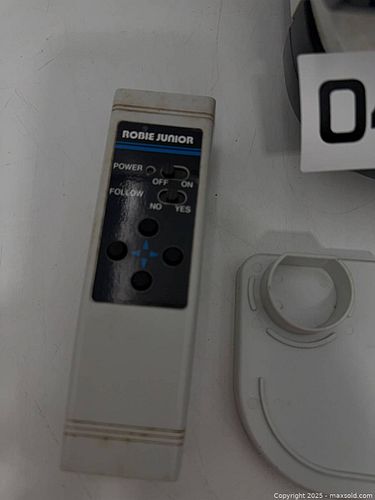 ROBIE JUNIOR
POWER
OFF ON
FOLLOW
NO YES
04
Copyright © 2025 - maxsold.com